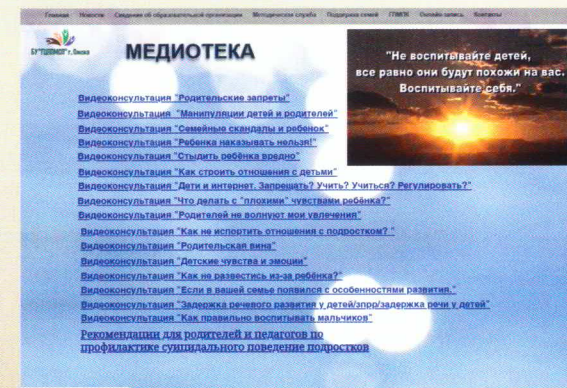 Главная Новости Сведения об образовательной организации Методическая служба Поддержка семей ППМПК Онлайн-запись Контакты
г. Омска
МЕДИОТЕКА
"Не воспитывайте детей,
все равно они будут похожи на вас.
Воспитывайте себя."
Видеоконсультация "Родительские запреты"
Видеоконсультация "Манипуляции детей и родителей"
Видеоконсультация "Семейные скандалы и ребенок"
Видеоконсультация "Ребенка наказывать нельзя!"
Видеоконсультация "Стыдить ребёнка вредно"
Видеоконсультация "Как строить отношения с детьми"
Видеоконсультация "Дети и интернет. Запрещать? Учить? Учиться? Регулировать?"
Видеоконсультация "Что делать с "плохими" чувствами ребёнка?"
Видеоконсультация "Родителей не волнуют мои увлечения"
Видеоконсультация "Как не испортить отношения с подростком? "
Видеоконсультация "Родительская вина"
Видеоконсультация "Детские чувства и эмоции"
Видеоконсультация "Как не развестись из-за ребёнка?"
Видеоконсультация "Если в вашей семье появился с особенностями развития."
Видеоконсультация "Задержка речевого развития у детей/зпрр/задержка речи у детей"
Видеоконсультация "Как правильно воспитывать мальчиков"
Рекомендации для родителей и педагогов по
профилактике суицидального поведение подростков